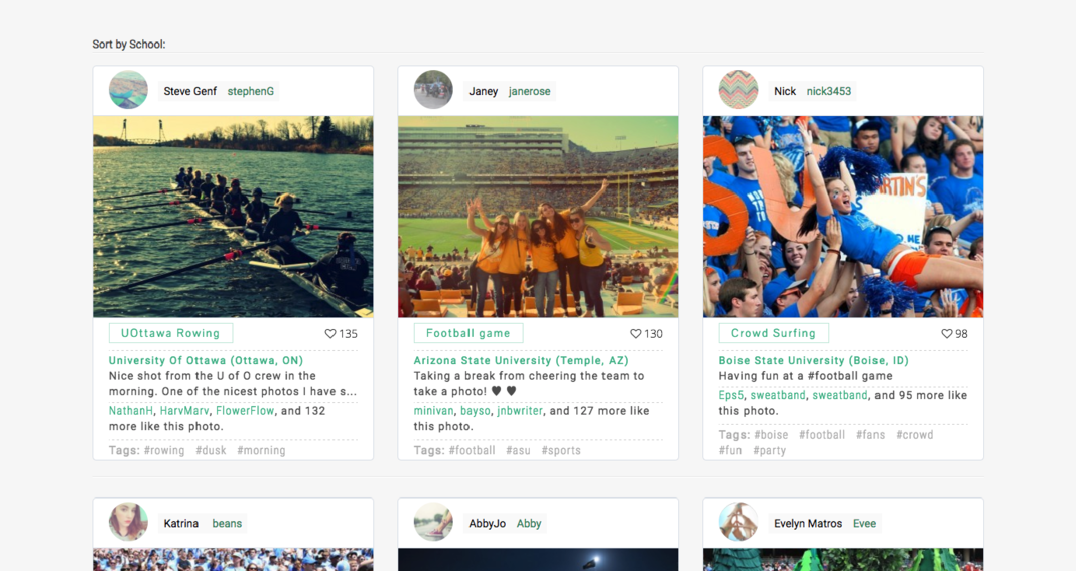 Sort by School:
Steve Genf stephenG
UOttawa Rowing 135
University Of Ottawa (Ottawa, ON)
Nice shot from the U of O crew in the
morning. One of the nicest photos I have s...
NathanH, HarvMarv, FlowerFlow, and 132
more like this photo.
Tags: #rowing #dusk #morning
Janey janerose
Football game 130
Arizona State University (Temple, AZ)
Taking a break from cheering the team to
take a photo! ♥ ♥
minivan, bayso, jnbwriter, and 127 more like
this photo.
Tags: #football #asu #sports
Nick nick3453
ARTIN'S
Crowd Surfing 98
Boise State University (Boise, ID)
Having fun at a #football game
Eps5, sweatband, sweatband, and 95 more like
this photo.
Tags: #boise #football #fans #crowd
#fun #party
Katrina beans
AbbyJo Abby
Evelyn Matros Evee